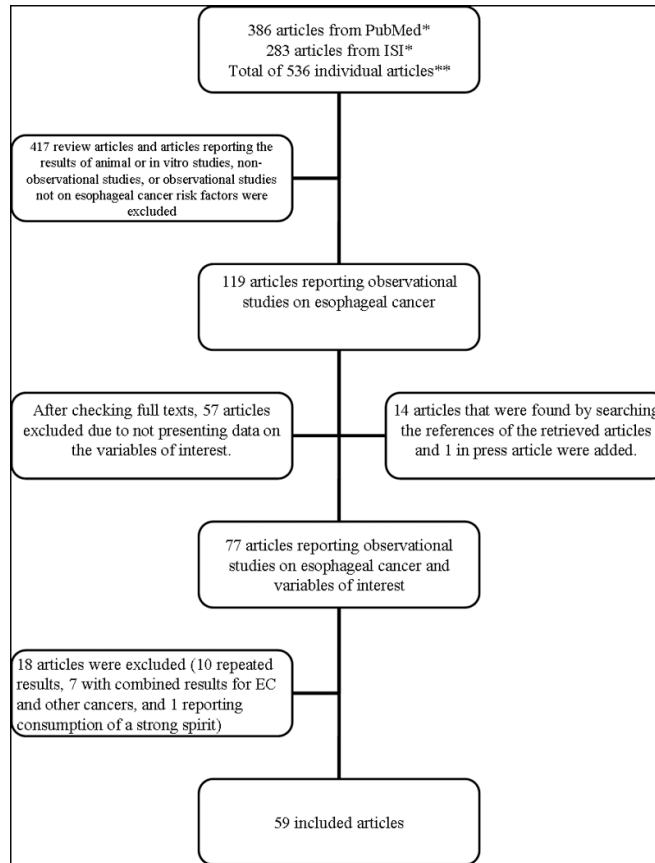 386 articles from PubMed*
283 articles from ISI*
Total of 536 individual articles**
417 review articles and articles reporting the
results of animal or in vitro studies, non-
observational studies, or observational studies
not on esophageal cancer risk factors were
excluded
119 articles reporting observational
studies on esophageal cancer
After checking full texts, 57 articles
excluded due to not presenting data on
the variables of interest.
14 articles that were found by searching
the references of the retrieved articles
and 1 in press article were added.
77 articles reporting observational
studies on esophageal cancer and
variables of interest
18 articles were excluded (10 repeated
results, 7 with combined results for EC
and other cancers, and 1 reporting
consumption of a strong spirit)
59 included articles